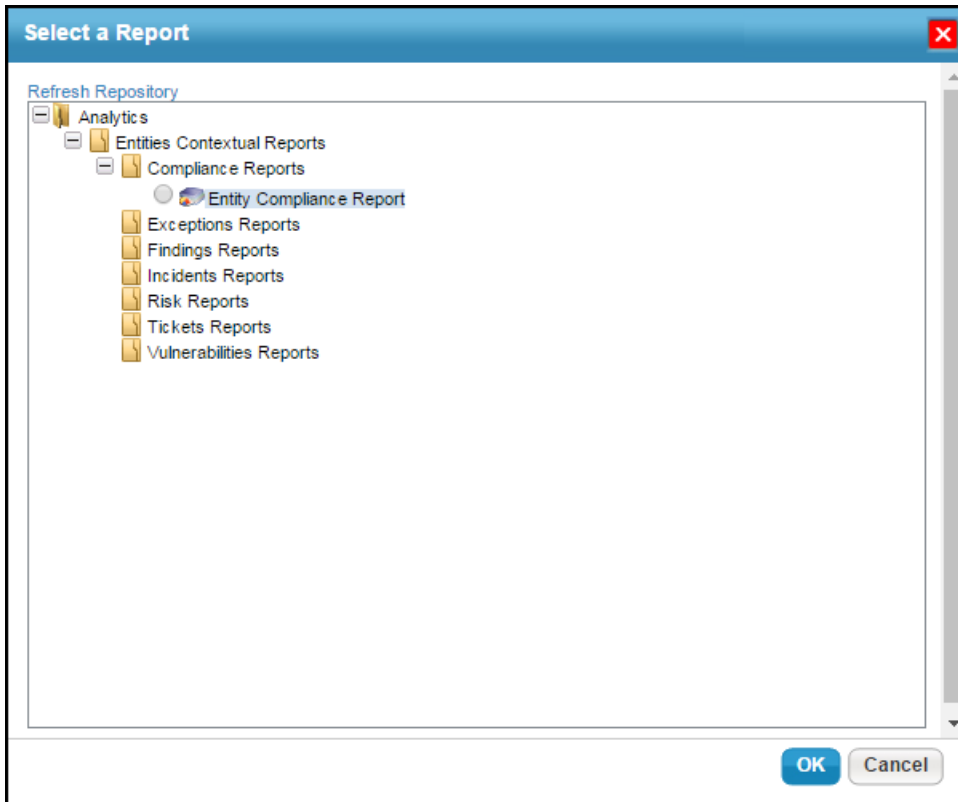 Select a Report
Refresh Repository
Analytics
Entities Contextual Reports
Compliance Reports
Entity Compliance Report
Exceptions Reports
Findings Reports
Incidents Reports
Risk Reports
Tickets Reports
Vulnerabilities Reports
OK Cancel